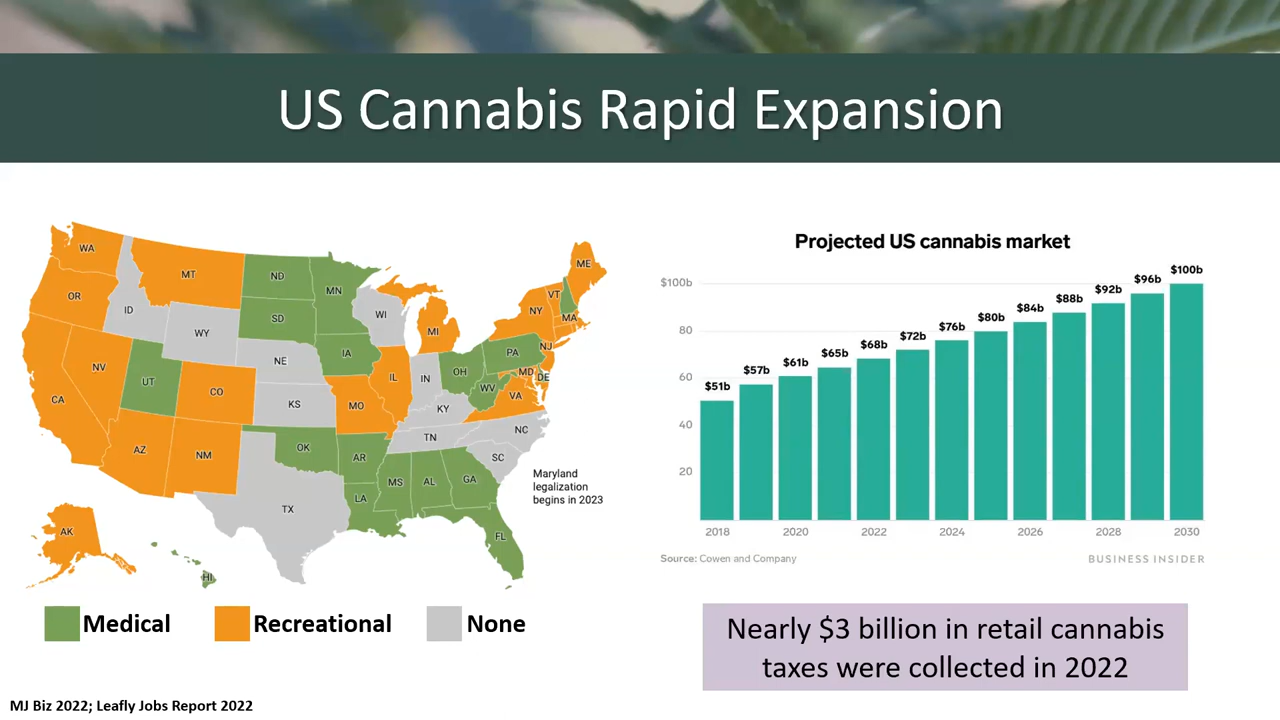 US Cannabis Rapid Expansion
WA
MT
ND
MN
ME
OR
ID
SD
WI
VT
NY
MA
WY
MI
IA
PA
NJ
NV
NE
UT
CO
IL
IN
OH
MD
DE
WV
VA
CA
KS
MO
KY
NC
AZ
NM
OK
AR
TN
SC
MS
AL
GA
TX
LA
FL
AK
HI
Maryland
legalization
begins in 2023
Medical
Recreational
None
Projected US cannabis market
$100b
80
60
40
20
$51b
$57b
$61b
$65b
$68b
$72b
$76b
$80b
$84b
$88b
$92b
$96b
$100b
2018
2020
2022
2024
2026
2028
2030
Source: Cowen and Company
BUSINESS INSIDER
Nearly $3 billion in retail cannabis
taxes were collected in 2022
MJ Biz 2022; Leafly Jobs Report 2022